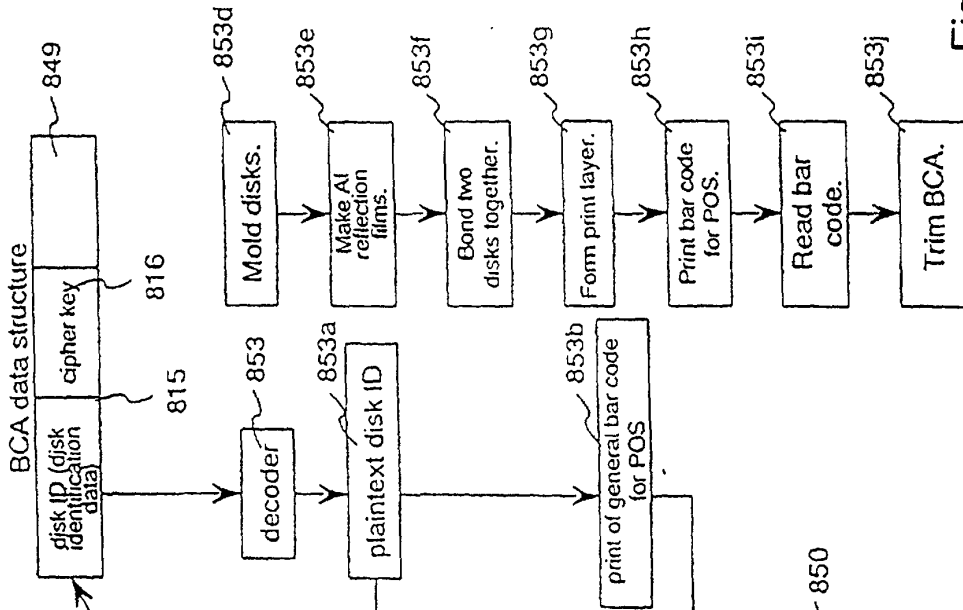 BCA data structure
849
disk ID (disk
identification
data)
cipher key
815
816
decoder
853
plaintext disk ID
853a
print of general bar code
for POS
853b
850
Mold disks.
853d
Make Al
reflection
films.
853e
Bond two
disks together.
853f
Form print layer.
853g
Print bar code
for POS.
853h
Read bar
code.
853i
Trim BCA.
853j
Fig